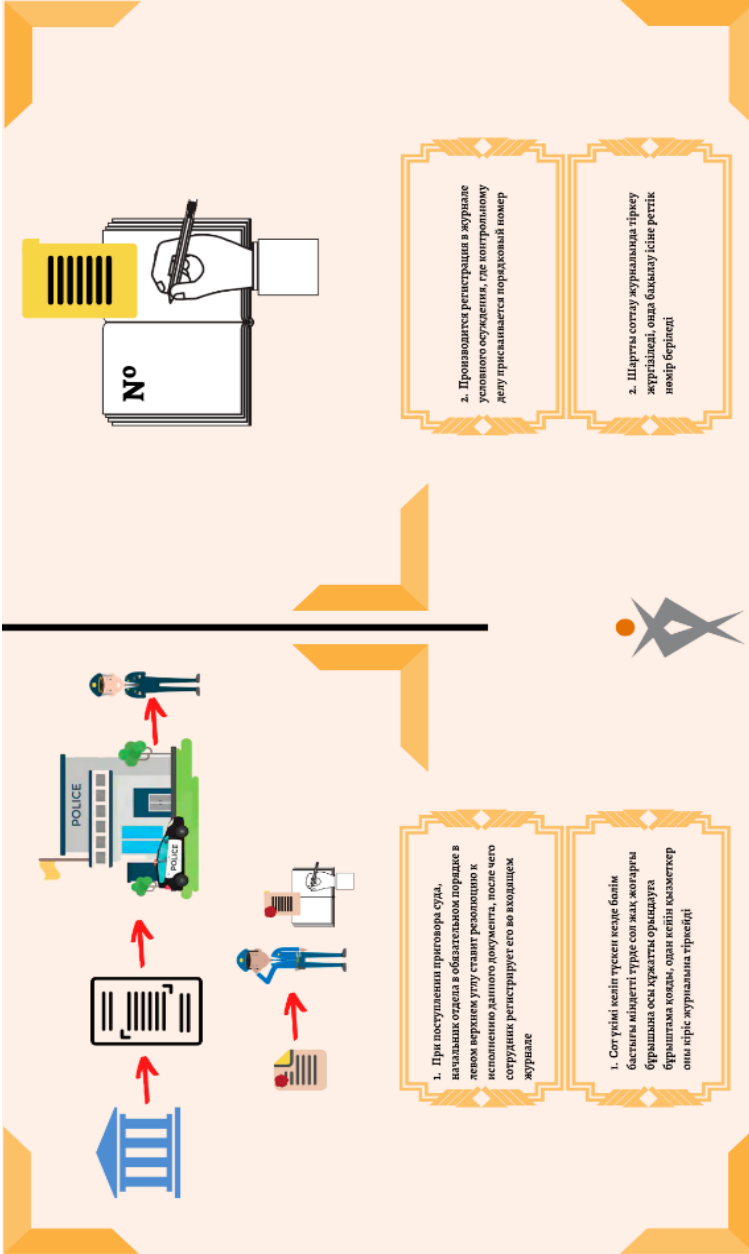 POLICE
POLICE
1. При поступлении приговора суда,
начальник отдела в обязательном порядке в
левом верхнем углу ставит резолюцию к
исполнению данного документа, после чего
сотрудник регистрирует его во входящем
журнале
1. Сот үкімі келіп түскен кезде бөлім
бастығы міндетті түрде сол жақ жоғарғы
бұрышына осы құжатты орындауға
бұрыштама қояды, одан кейін қызметкер
оны кіріс журналына тіркейді
№
2. Производится регистрация в журнале
условного осуждения, где контрольному
делу присваивается порядковый номер
2. Шартты соттау журналында тіркеу
жүргізіледі, онда бақылау ісіне реттік
нөмір беріледі